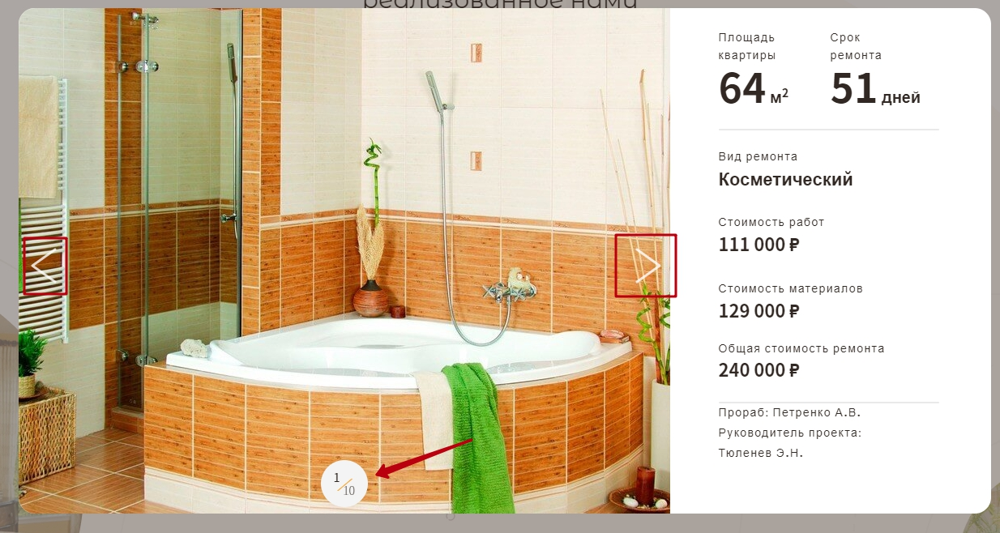 реализованное нами
Площадь
квартиры
64 м²
Срок
ремонта
51 дней
Вид ремонта
Косметический
Стоимость работ
111 000 ₽
Стоимость материалов
129 000 ₽
Общая стоимость ремонта
240 000 ₽
Прораб: Петренко А.В.
Руководитель проекта:
Тюленев Э.Н.
1
10